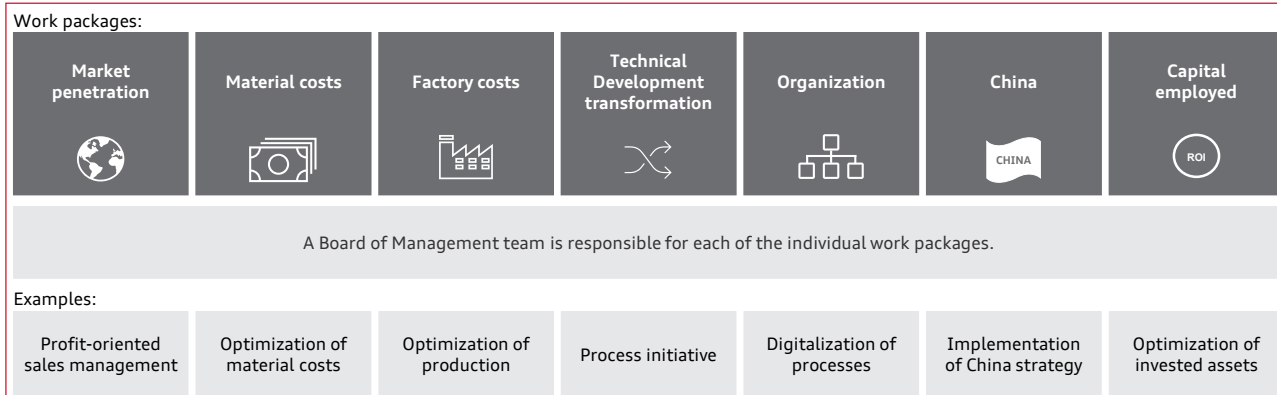 Work packages:
Market
penetration
Material costs
Factory costs
Technical
Development
transformation
Organization
China
Capital
employed
CHINA
ROI
A Board of Management team is responsible for each of the individual work packages.
Examples:
Profit-oriented
sales management
Optimization of
material costs
Optimization of
production
Process initiative
Digitalization of
processes
Implementation
of China strategy
Optimization of
invested assets